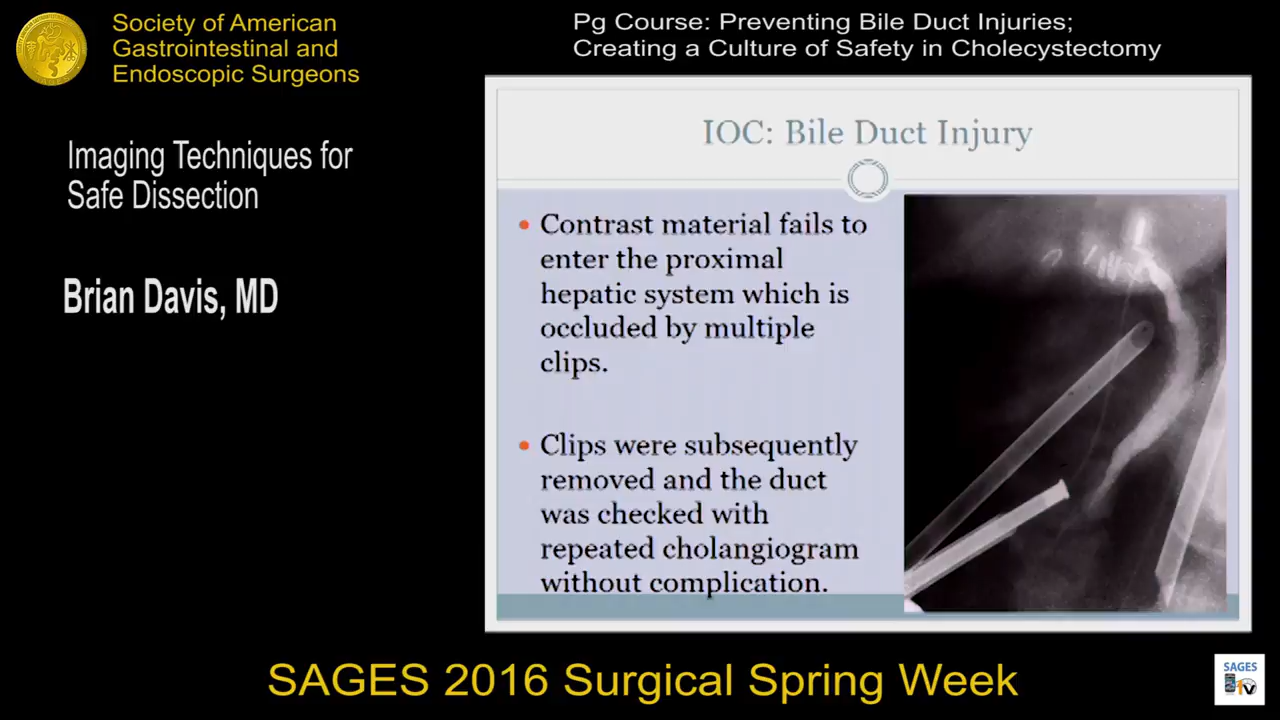 Society of American
Gastrointestinal and
Endoscopic Surgeons
Pg Course: Preventing Bile Duct Injuries;
Creating a Culture of Safety in Cholecystectomy
Imaging Techniques for
Safe Dissection
Brian Davis, MD
IOC: Bile Duct Injury
• Contrast material fails to
enter the proximal
hepatic system which is
occluded by multiple
clips.
• Clips were subsequently
removed and the duct
was checked with
repeated cholangiogram
without complication.
SAGES 2016 Surgical Spring Week
SAGES
TV